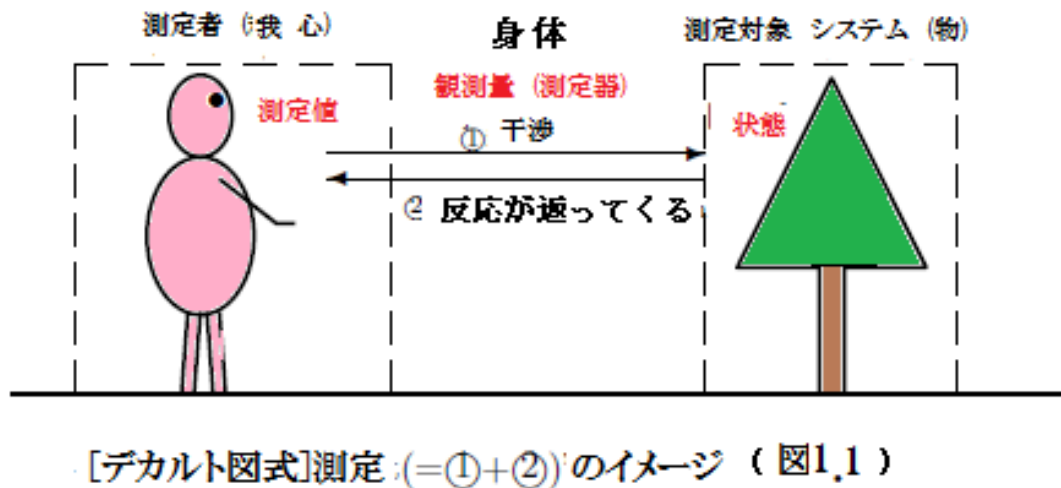 測定者 (我 心)
身体
測定対象 システム (物)
観測量 (測定器)
測定値
① 干渉
状態
② 反応が返ってくる
[デカルト図式]測定 (=①+②) のイメージ ( 図1.1 )